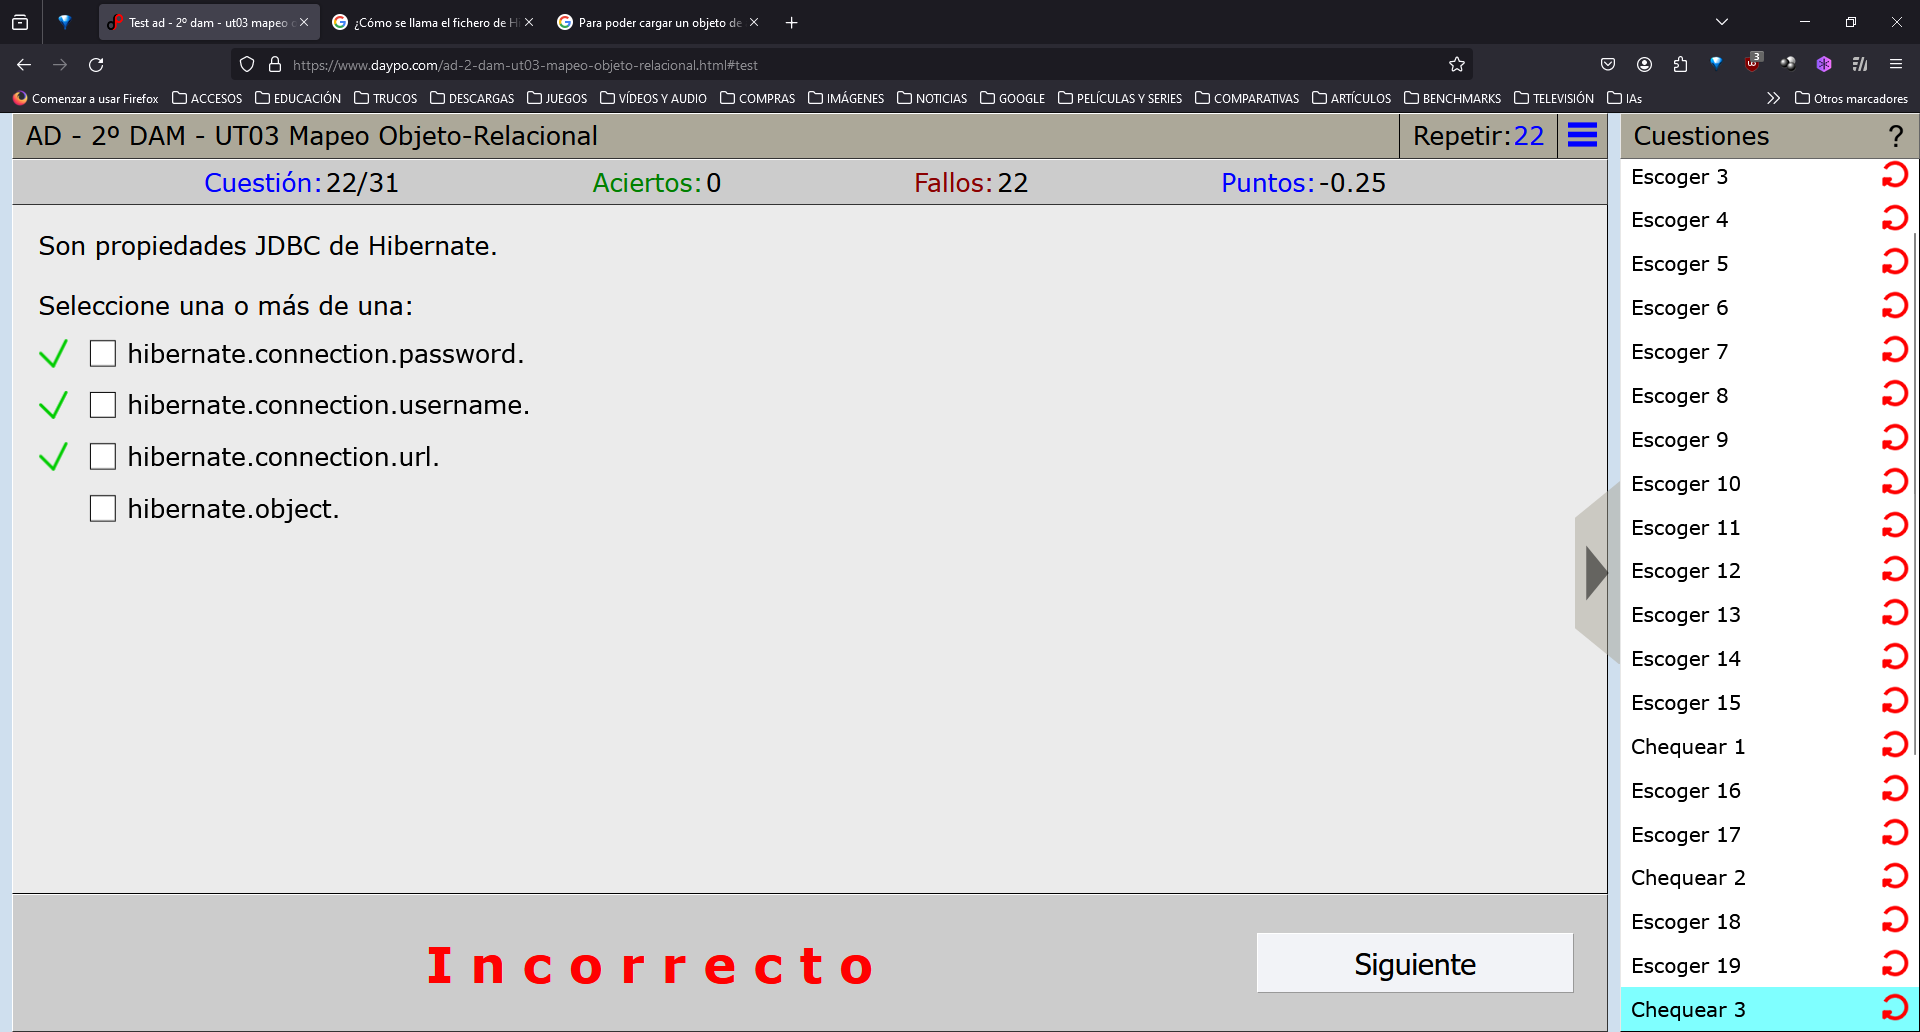 Test ad - 2º dam - ut03 mapeo
¿Cómo se llama el fichero de Hi
Para poder cargar un objeto de
https://www.daypo.com/ad-2-dam-ut03-mapeo-objeto-relacional.html#test
3
Comenzar a usar Firefox
ACCESOS
EDUCACIÓN
TRUCOS
DESCARGAS
JUEGOS
VÍDEOS Y AUDIO
COMPRAS
IMÁGENES
NOTICIAS
GOOGLE
PELÍCULAS Y SERIES
COMPARATIVAS
ARTÍCULOS
BENCHMARKS
TELEVISIÓN
IAs
Otros marcadores
AD - 2º DAM - UT03 Mapeo Objeto-Relacional
Repetir:22
Cuestión:22/31
Aciertos:0
Fallos:22
Puntos:-0.25
Son propiedades JDBC de Hibernate.
Seleccione una o más de una:
hibernate.connection.password.
hibernate.connection.username.
hibernate.connection.url.
hibernate.object.
Incorrecto
Siguiente
Cuestiones ?
Escoger 3
Escoger 4
Escoger 5
Escoger 6
Escoger 7
Escoger 8
Escoger 9
Escoger 10
Escoger 11
Escoger 12
Escoger 13
Escoger 14
Escoger 15
Chequear 1
Escoger 16
Escoger 17
Chequear 2
Escoger 18
Escoger 19
Chequear 3